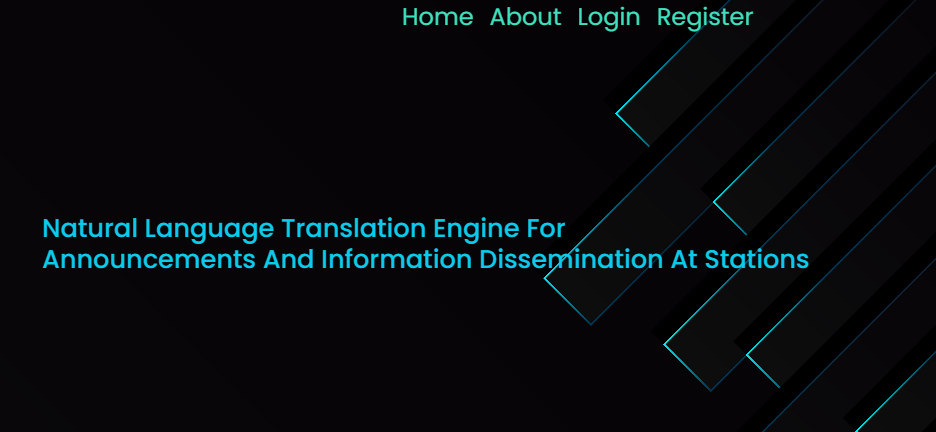 Home About Login Register
Natural Language Translation Engine For
Announcements And Information Dissemination At Stations